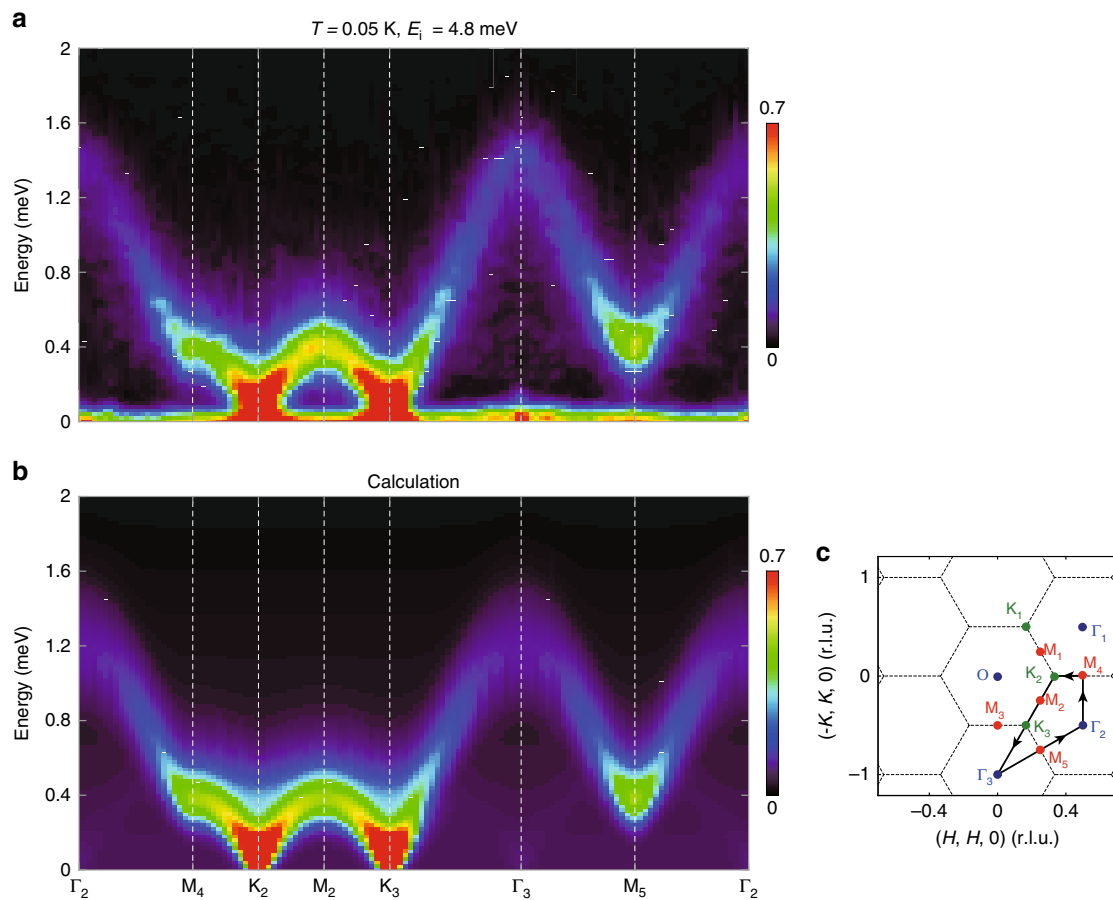 a
T = 0.05 K, Eᵢ = 4.8 meV
2
1.6
1.2
0.8
0.4
0
Energy (meV)
0.7
0
b
Calculation
2
1.6
1.2
0.8
0.4
0
Energy (meV)
Γ₂ M₄ K₂ M₂ K₃ Γ₃ M₅ Γ₂
0.7
0
c
1
0
−1
(-K, K, 0) (r.l.u.)
K₁
Γ₁
M₁
M₄
O
K₂
M₂
M₃
K₃
Γ₂
M₅
Γ₃
−0.4 0 0.4
(H, H, 0) (r.l.u.)